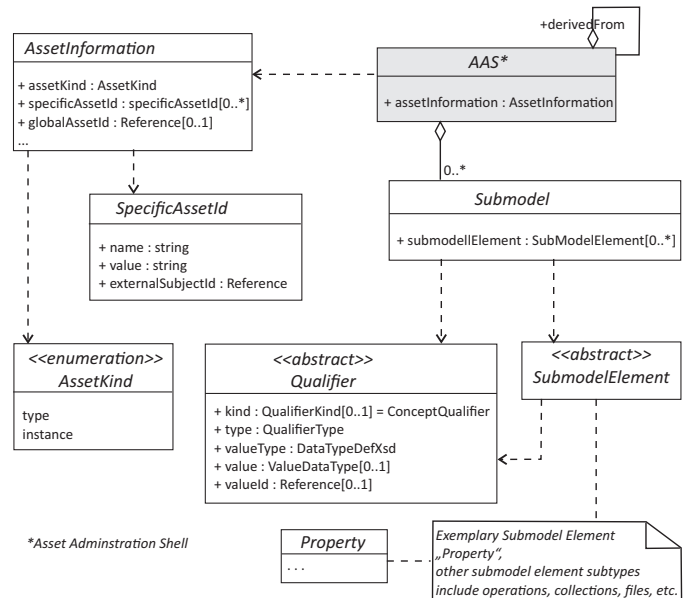 +derivedFrom
AssetInformation
+ assetKind : AssetKind
+ specificAssetId : specificAssetId[0..*]
+ globalAssetId : Reference[0..1]
...
AAS*
+ assetInformation : AssetInformation
0..*
SpecificAssetId
+ name : string
+ value : string
+ externalSubjectId : Reference
Submodel
+ submodellElement : SubModelElement[0..*]
<<enumeration>>
AssetKind
type
instance
<<abstract>>
Qualifier
+ kind : QualifierKind[0..1] = ConceptQualifier
+ type : QualifierType
+ valueType : DataTypeDefXsd
+ value : ValueDataType[0..1]
+ valueId : Reference[0..1]
<<abstract>>
SubmodelElement
*Asset Adminstration Shell
Property
. . .
Exemplary Submodel Element
„Property“,
other submodel element subtypes
include operations, collections, files, etc.